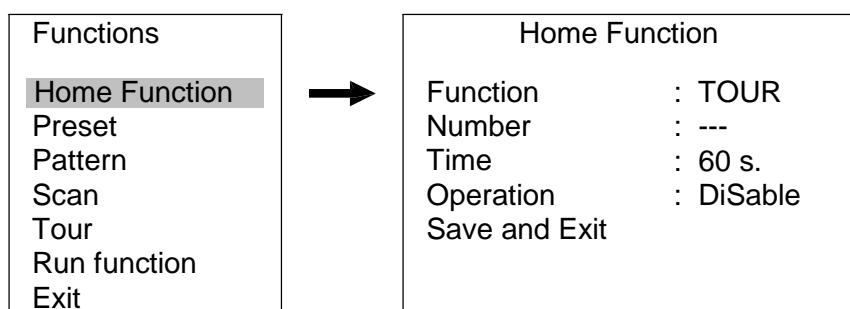 Functions
Home Function
Preset
Pattern
Scan
Tour
Run function
Exit
Home Function
Function : TOUR
Number : ---
Time : 60 s.
Operation : DiSable
Save and Exit